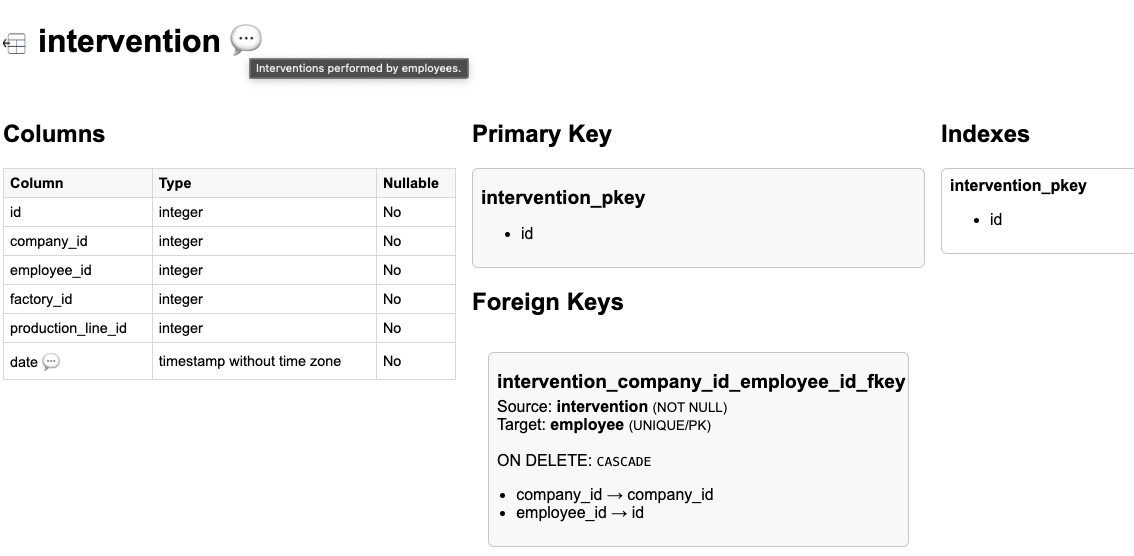 intervention
Interventions performed by employees.
Columns
Column Type Nullable
id integer No
company_id integer No
employee_id integer No
factory_id integer No
production_line_id integer No
date timestamp without time zone No
Primary Key
intervention_pkey
• id
Foreign Keys
intervention_company_id_employee_id_fkey
Source: intervention (NOT NULL)
Target: employee (UNIQUE/PK)
ON DELETE: CASCADE
• company_id → company_id
• employee_id → id
Indexes
intervention_pkey
• id